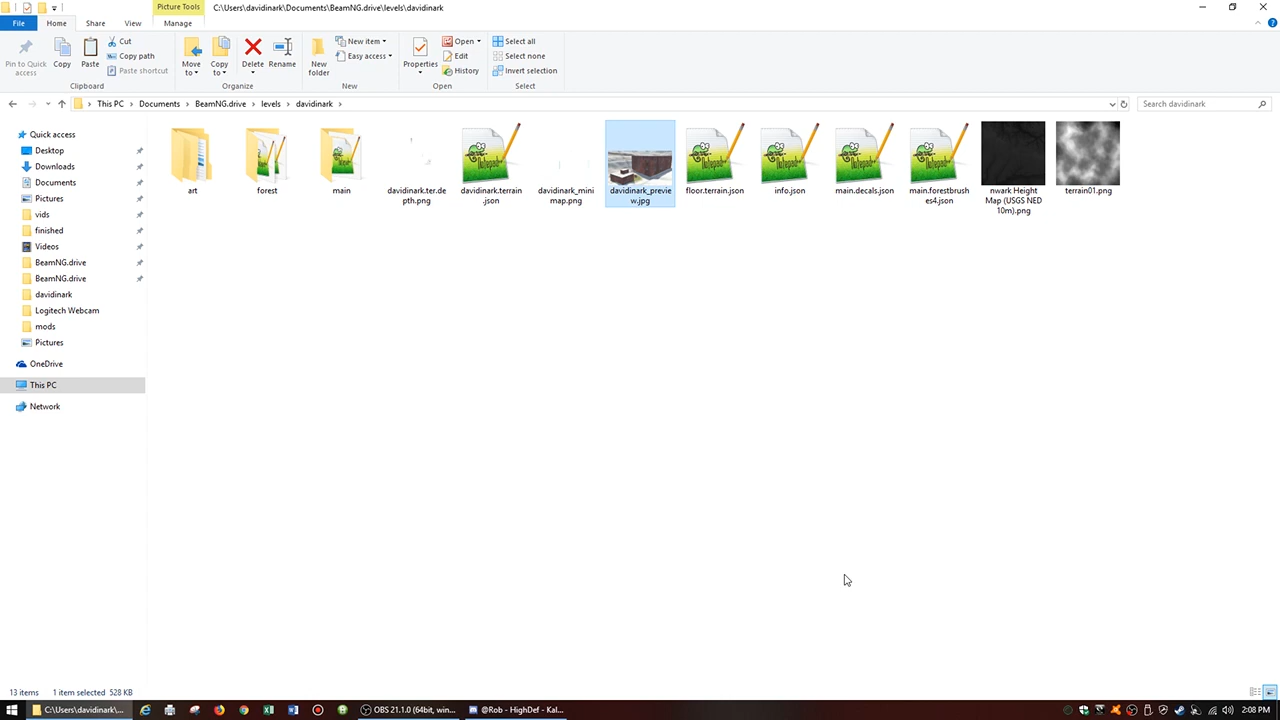 Picture Tools
C:\Users\davidinark\Documents\BeamNG.drive\levels\davidinark
File
Home
Share
View
Manage
Pin to Quick
access
Copy
Paste
Cut
Copy path
Paste shortcut
Clipboard
Move
to
Copy
to
Delete
Rename
Organize
New
folder
New item
Easy access
New
Properties
Open
Edit
History
Open
Select all
Select none
Invert selection
Select
This PC
Documents
BeamNG.drive
levels
davidinark
Search davidinark
Quick access
Desktop
Downloads
Documents
Pictures
vids
finished
Videos
BeamNG.drive
BeamNG.drive
davidinark
Logitech Webcam
mods
Pictures
OneDrive
This PC
Network
art
forest
main
davidinark.ter.de
pth.png
davidinark.terrain
.json
davidinark_mini
map.png
davidinark_previe
w.jpg
floor.terrain.json
info.json
main.decals.json
main.forestbrush
es4.json
nwark Height
Map (USGS NED
10m).png
terrain01.png
13 items
1 item selected 528 KB
C:\Users\davidinark\...
OBS 21.1.0 (64bit, win...
@Rob - HighDef - Kal...
2:08 PM